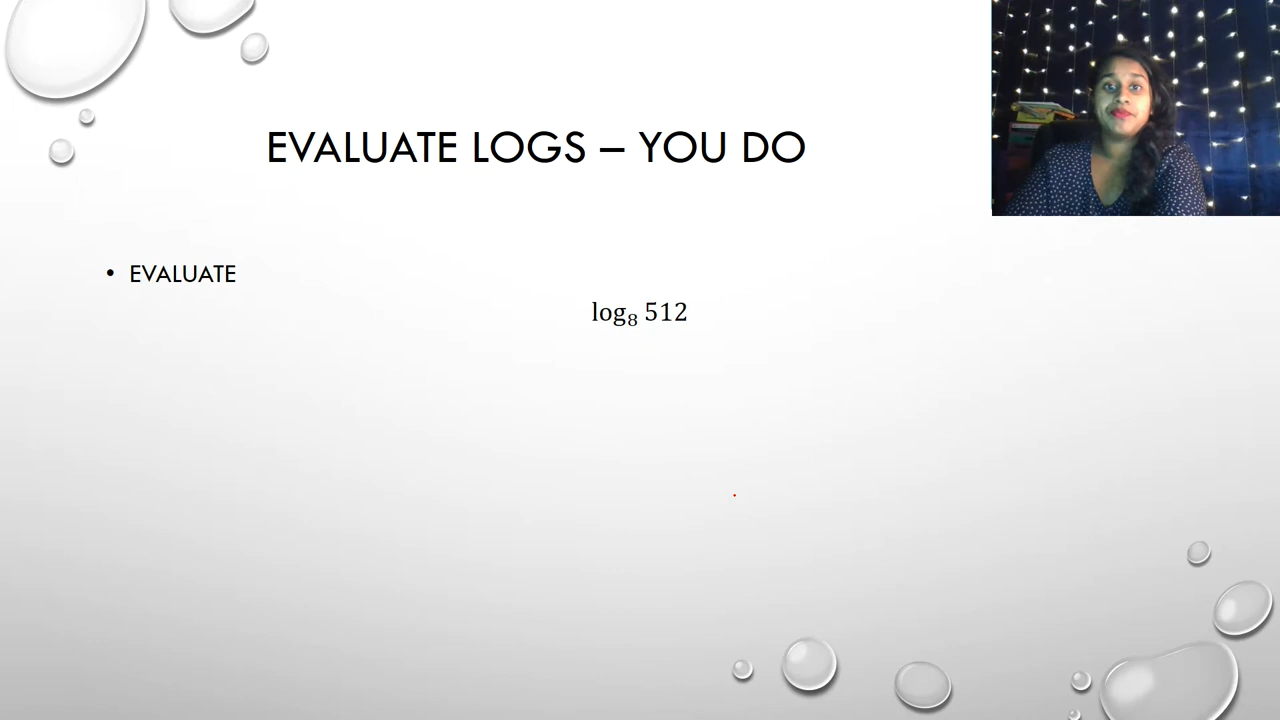 EVALUATE LOGS – YOU DO
• EVALUATE
log₈ 512